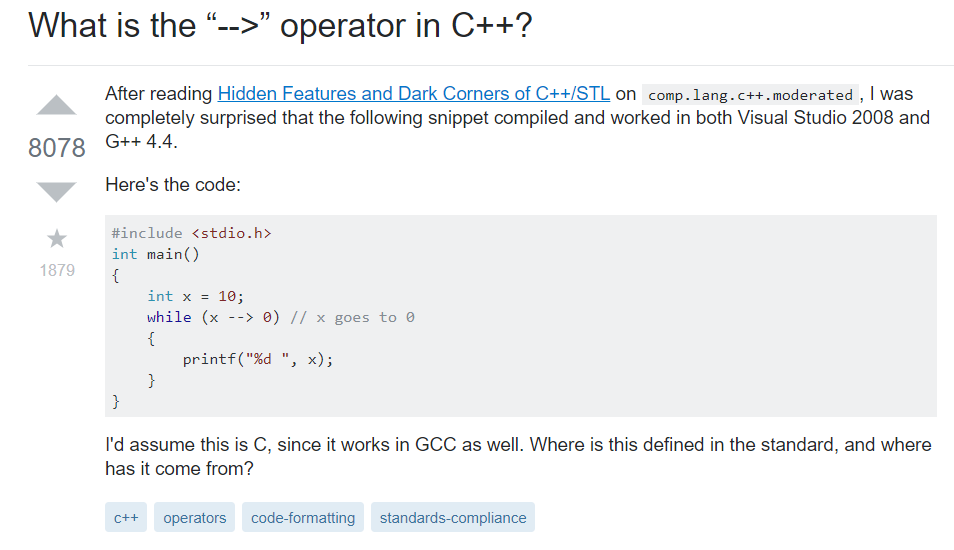 What is the “-->” operator in C++?
After reading Hidden Features and Dark Corners of C++/STL on comp.lang.c++.moderated, I was
completely surprised that the following snippet compiled and worked in both Visual Studio 2008 and
8078
G++ 4.4.
Here's the code:
1879
#include <stdio.h>
int main()
{
    int x = 10;
    while (x --> 0) // x goes to 0
    {
        printf("%d ", x);
    }
}
I'd assume this is C, since it works in GCC as well. Where is this defined in the standard, and where
has it come from?
c++ operators code-formatting standards-compliance